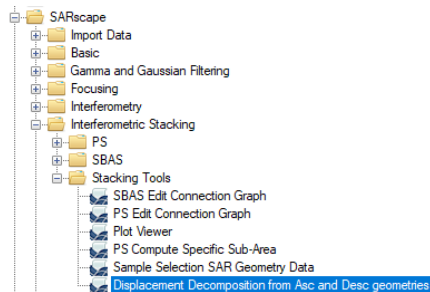 SARscape
Import Data
Basic
Gamma and Gaussian Filtering
Focusing
Interferometry
Interferometric Stacking
PS
SBAS
Stacking Tools
SBAS Edit Connection Graph
PS Edit Connection Graph
Plot Viewer
PS Compute Specific Sub-Area
Sample Selection SAR Geometry Data
Displacement Decomposition from Asc and Desc geometries